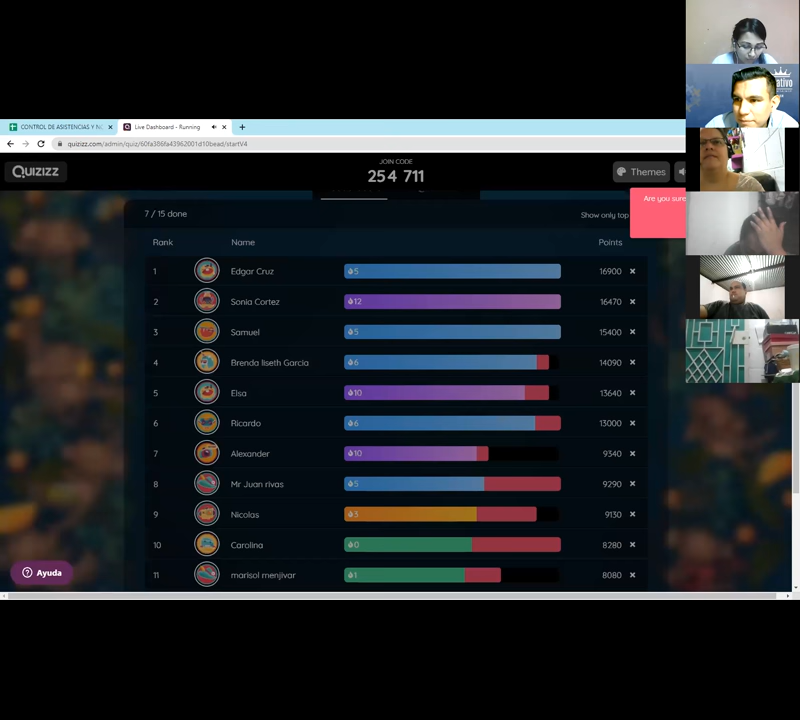 CONTROL DE ASISTENCIAS Y N
Live Dashboard - Running
quizizz.com/admin/quiz/60fa386fa43962001d10bead/startV4
QUIZIZZ
JOIN CODE
254 711
Themes
Are you sure
7 / 15 done
Show only top
Rank Name Points
1 Edgar Cruz 5 16900
2 Sonia Cortez 12 16470
3 Samuel 5 15400
4 Brenda liseth Garcia 6 14090
5 Elsa 10 13640
6 Ricardo 6 13000
7 Alexander 10 9340
8 Mr Juan rivas 5 9290
9 Nicolas 3 9130
10 Carolina 0 8280
11 marisol menjivar 1 8080
Ayuda
ativo